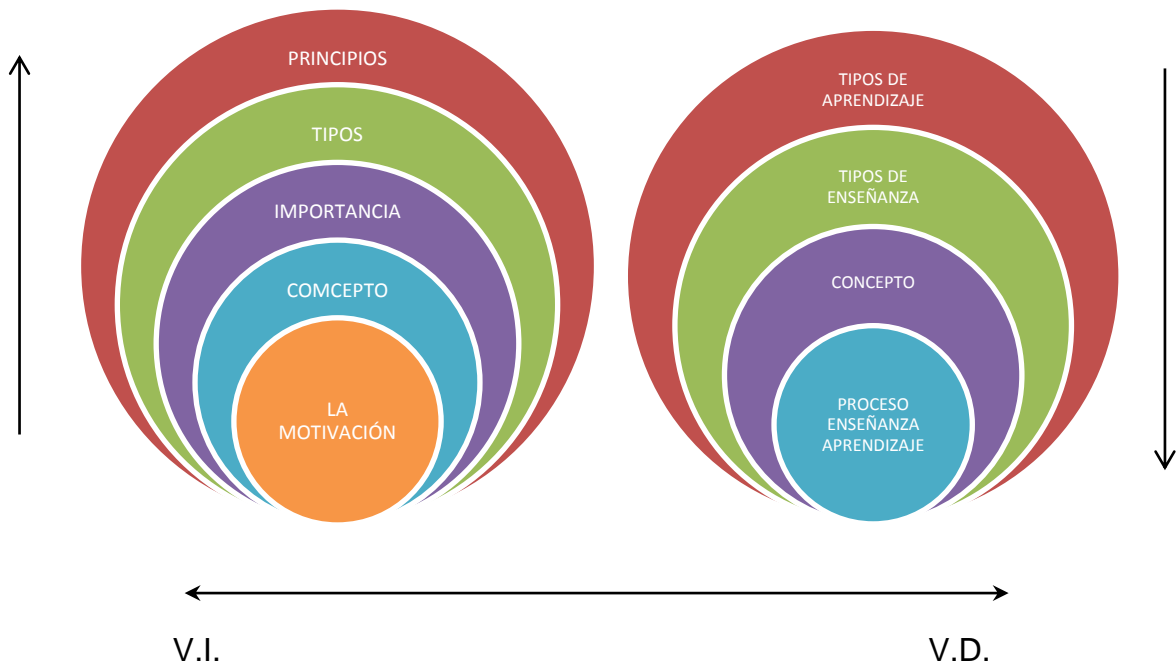 PRINCIPIOS
TIPOS
IMPORTANCIA
COMCEPTO
LA
MOTIVACIÓN
TIPOS DE
APRENDIZAJE
TIPOS DE
ENSEÑANZA
CONCEPTO
PROCESO
ENSEÑANZA
APRENDIZAJE
V.I.
V.D.